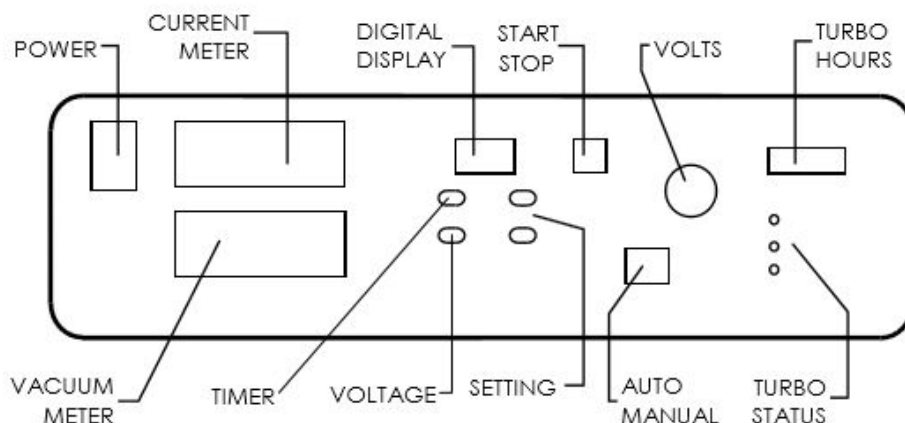 POWER
CURRENT
METER
DIGITAL
DISPLAY
START
STOP
VOLTS
TURBO
HOURS
VACUUM
METER
TIMER
VOLTAGE
SETTING
AUTO
MANUAL
TURBO
STATUS